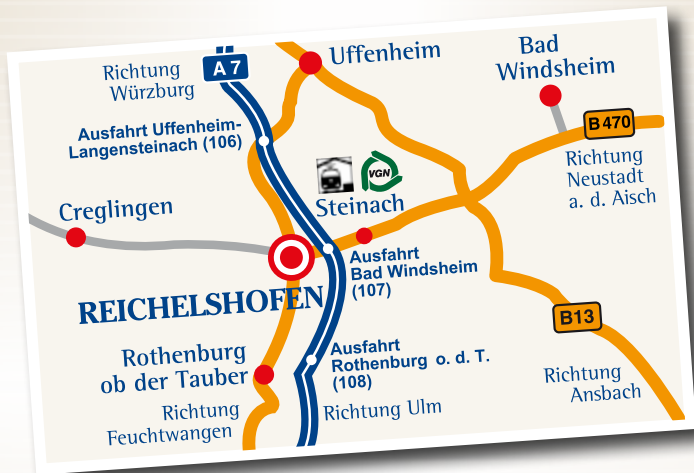 Richtung
Würzburg
A 7
Uffenheim
Bad
Windsheim
Ausfahrt Uffenheim-
Langensteinach (106)
B 470
Richtung
Neustadt
a. d. Aisch
VGN
Steinach
Creglingen
Ausfahrt
Bad Windsheim
(107)
REICHELSHOFEN
B13
Rothenburg
ob der Tauber
Ausfahrt
Rothenburg o. d. T.
(108)
Richtung
Ansbach
Richtung
Feuchtwangen
Richtung Ulm